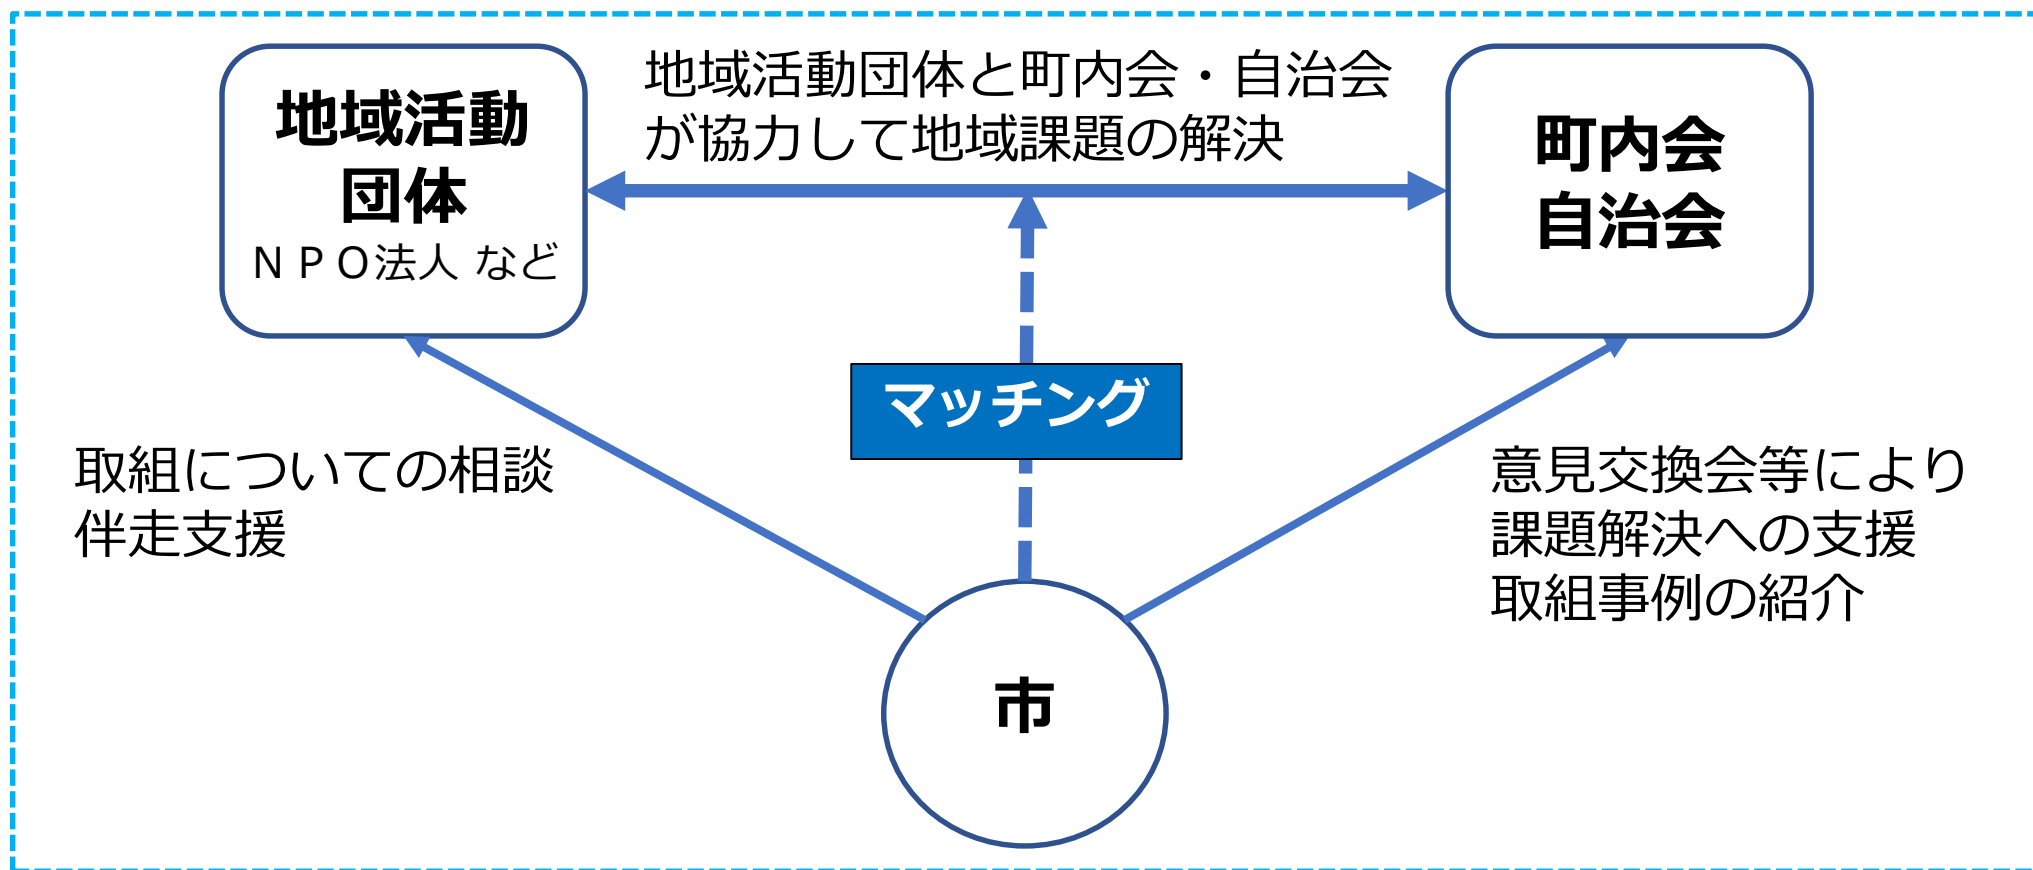 地域活動
団体
ＮＰＯ法人 など
地域活動団体と町内会・自治会
が協力して地域課題の解決
町内会
自治会
マッチング
取組についての相談
伴走支援
意見交換会等により
課題解決への支援
取組事例の紹介
市